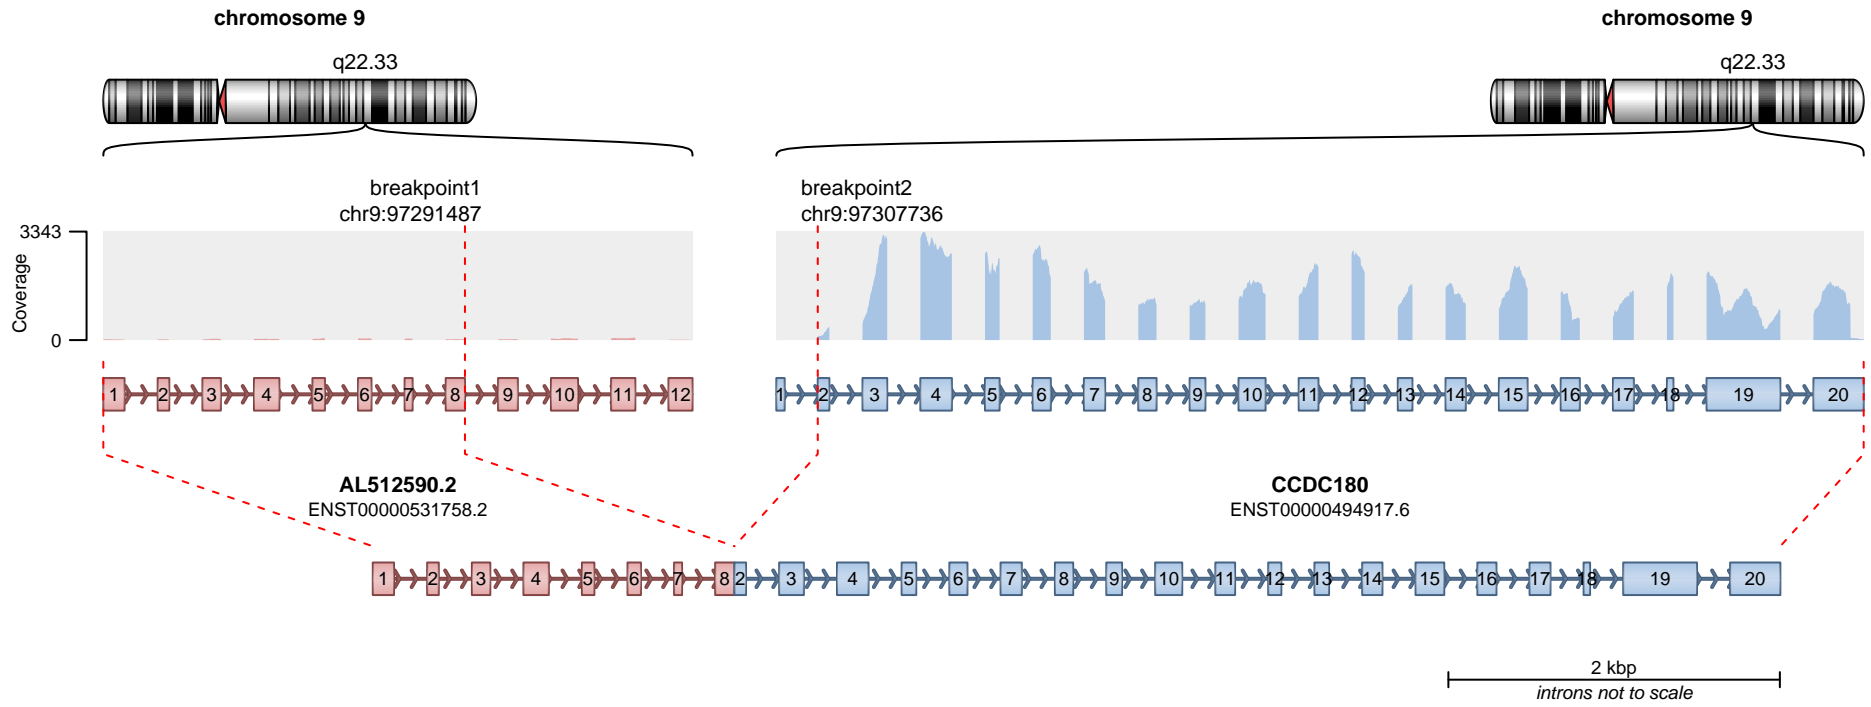 chromosome 9 chromosome 9
q22.33 q22.33
breakpoint1 breakpoint2
chr9:97291487 chr9:97307736
3343
Coverage
0
1 2 3 4 5 6 7 8 9 10 11 12 1 2 3 4 5 6 7 8 9 10 11 12 13 14 15 16 17 18 19 20
AL512590.2 CCDC180
ENST00000531758.2 ENST00000494917.6
1 2 3 4 5 6 7 8 2 3 4 5 6 7 8 9 10 11 12 13 14 15 16 17 18 19 20
2 kbp
introns not to scale